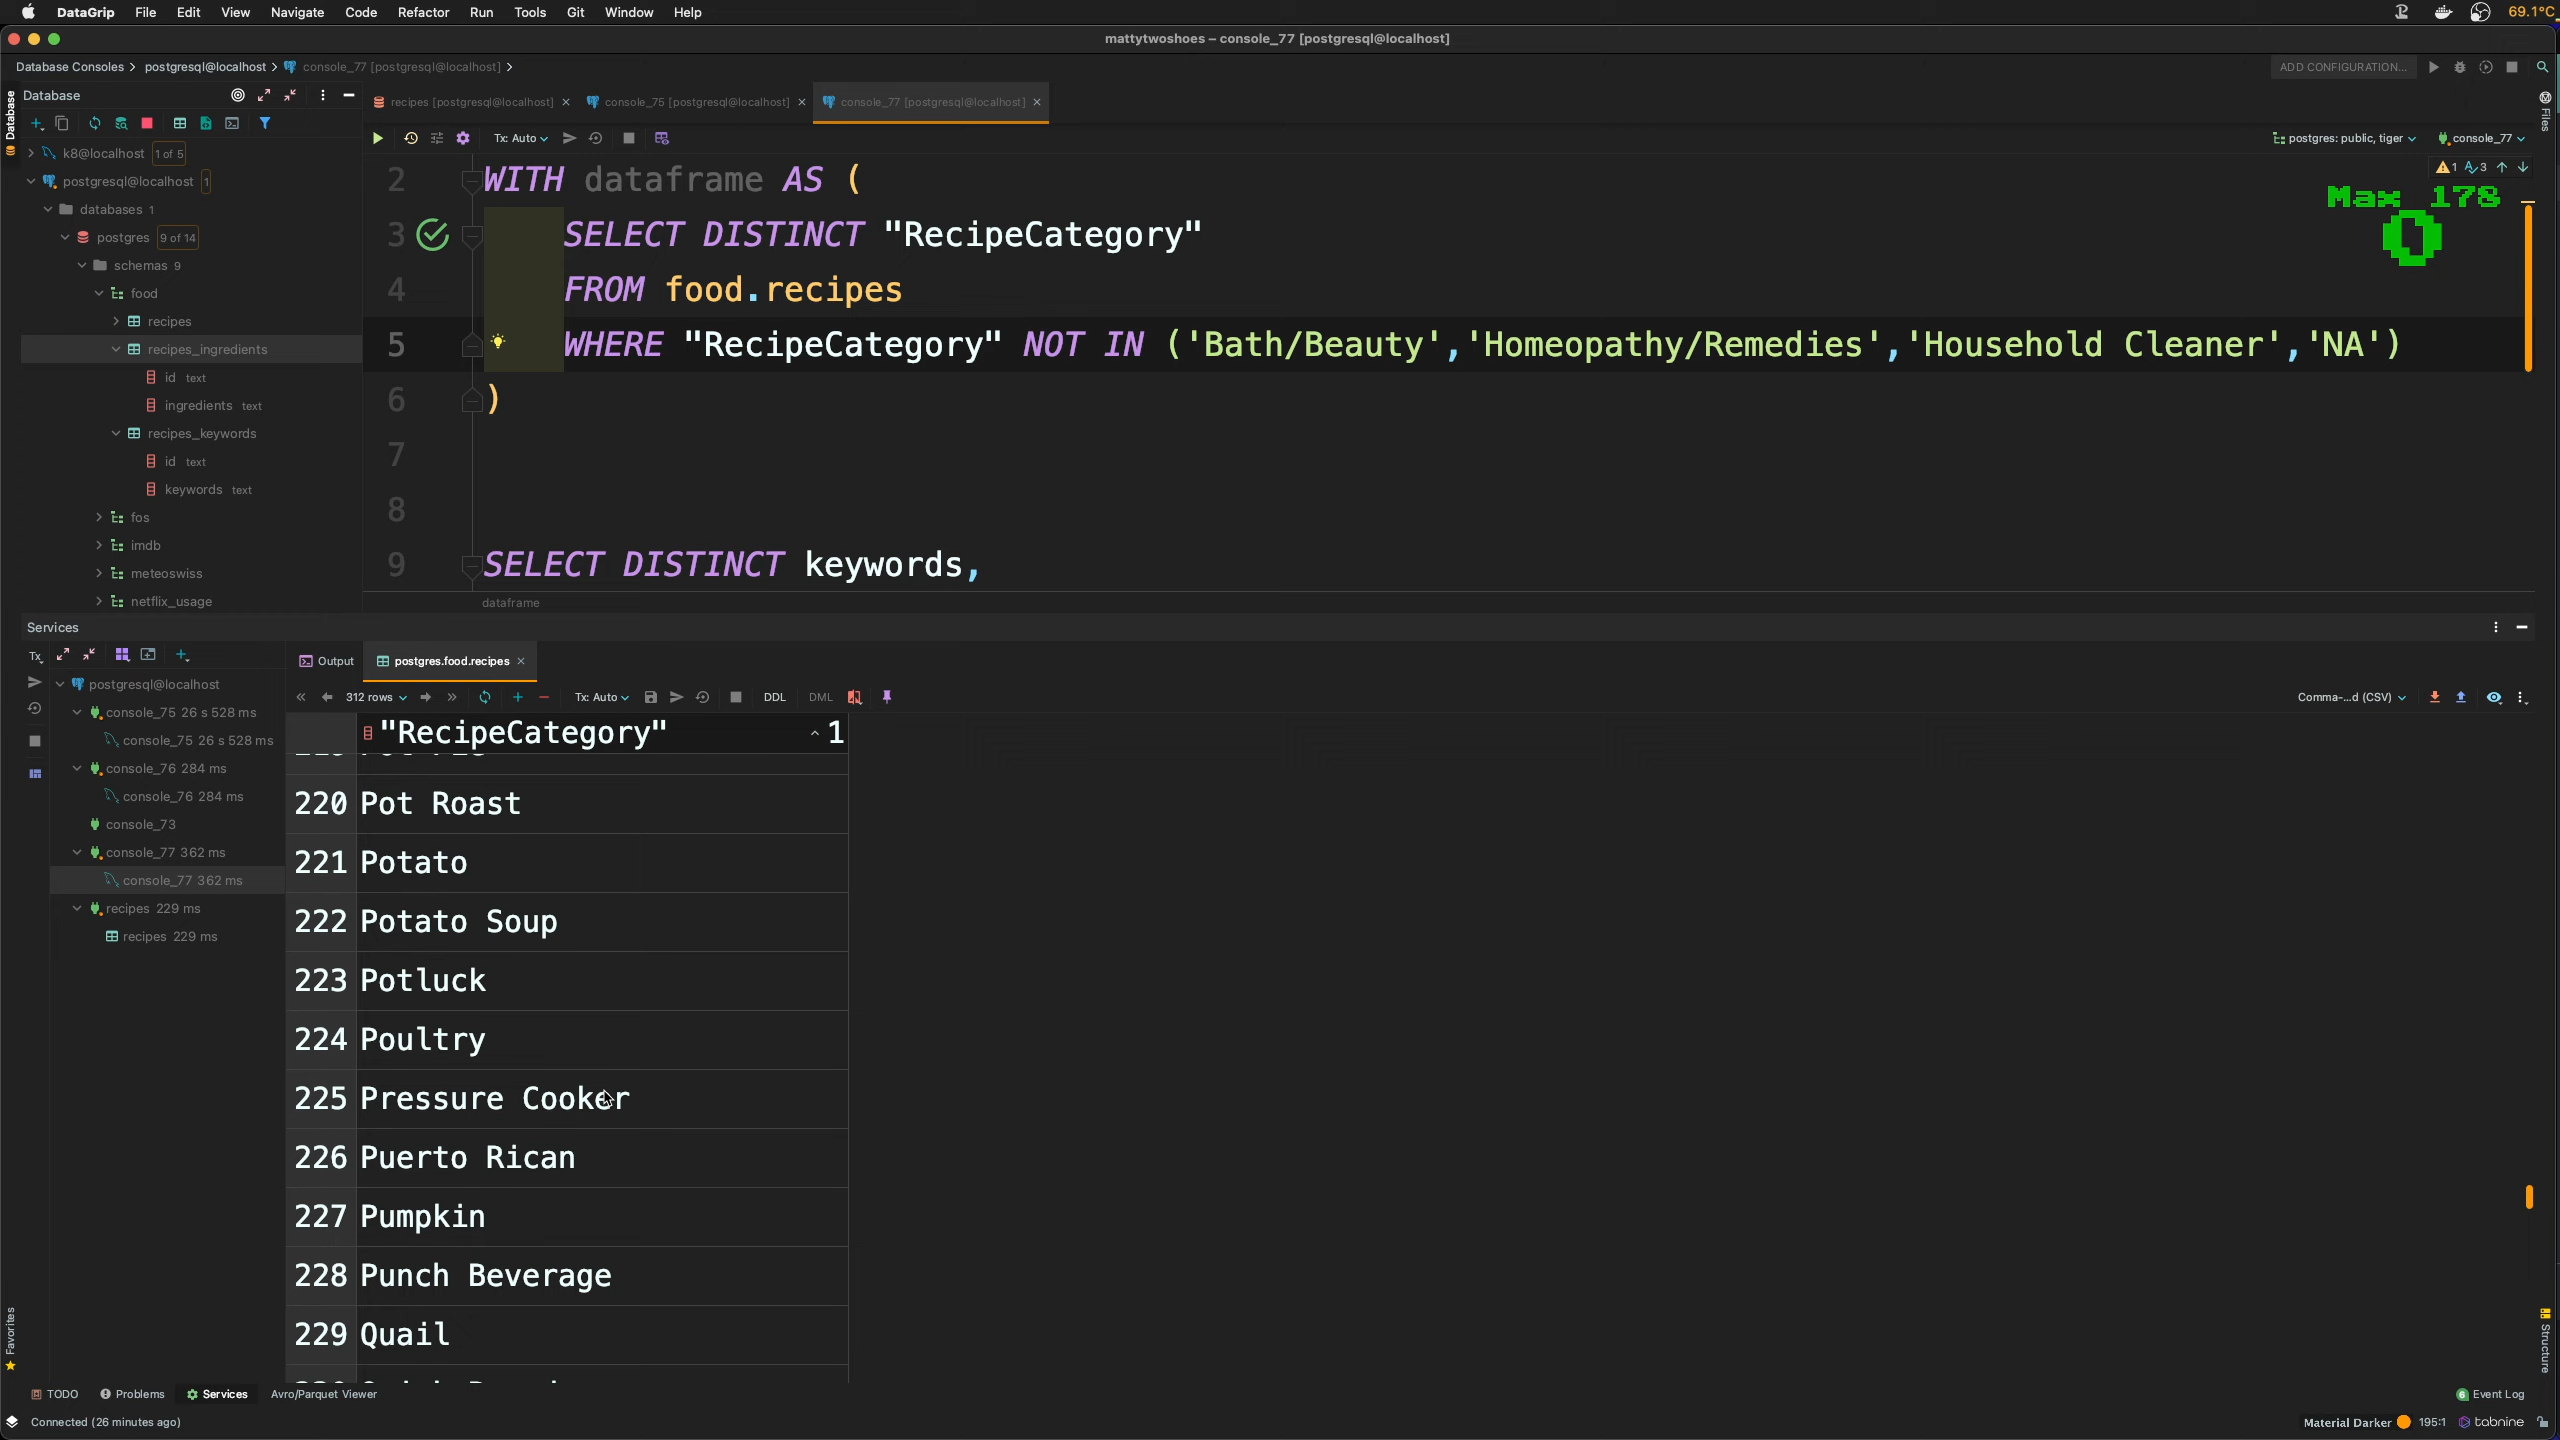 DataGrip File Edit View Navigate Code Refactor Run Tools Git Window Help 69.1°C
mattytwoshoes – console_77 [postgresql@localhost]
Database Consoles postgresql@localhost console_77 [postgresql@localhost] ADD CONFIGURATION...
Database
recipes [postgresql@localhost] console_75 [postgresql@localhost] console_77 [postgresql@localhost]
Tx: Auto postgres: public, tiger console_77
Database
Files
k8@localhost 1 of 5
postgresql@localhost 1
databases 1
postgres 9 of 14
schemas 9
food
recipes
recipes_ingredients
id text
ingredients text
recipes_keywords
id text
keywords text
fos
imdb
meteoswiss
netflix_usage
1 3
Max 178
0
2 WITH dataframe AS (
3 SELECT DISTINCT "RecipeCategory"
4 FROM food.recipes
5 WHERE "RecipeCategory" NOT IN ('Bath/Beauty','Homeopathy/Remedies','Household Cleaner','NA')
6 )
7
8
9 SELECT DISTINCT keywords,
dataframe
Services
Tx
postgresql@localhost
console_75 26 s 528 ms
console_75 26 s 528 ms
console_76 284 ms
console_76 284 ms
console_73
console_77 362 ms
console_77 362 ms
recipes 229 ms
recipes 229 ms
Output postgres.food.recipes
312 rows Tx: Auto DDL DML Comma-...d (CSV)
"RecipeCategory" 1
220 Pot Roast
221 Potato
222 Potato Soup
223 Potluck
224 Poultry
225 Pressure Cooker
226 Puerto Rican
227 Pumpkin
228 Punch Beverage
229 Quail
Favorites
Structure
TODO Problems Services Avro/Parquet Viewer 6 Event Log
Connected (26 minutes ago) Material Darker 195:1 tabnine